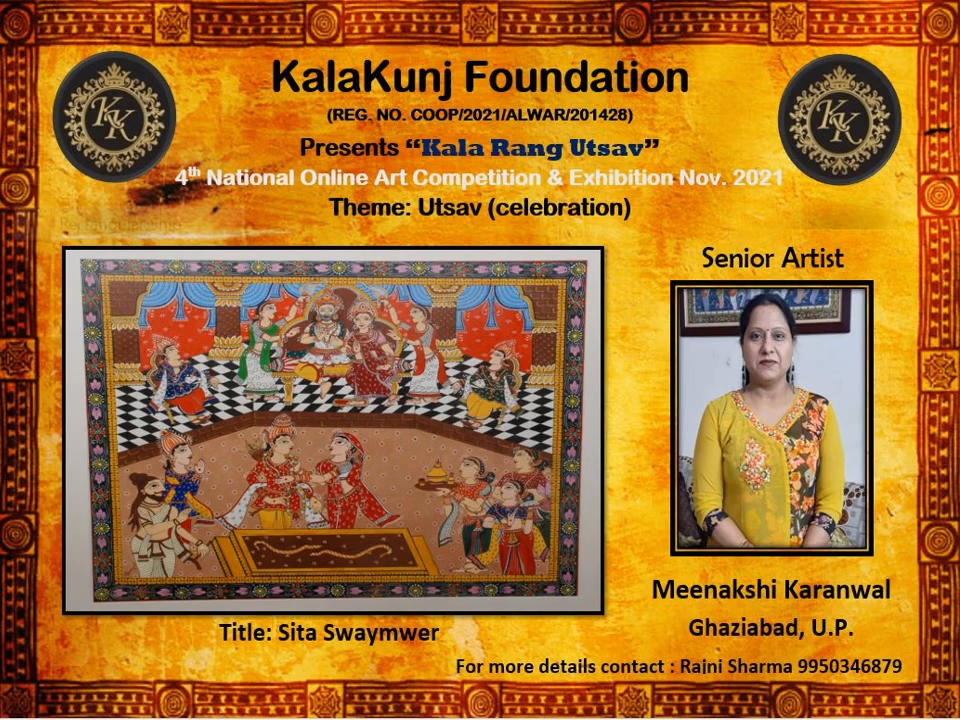 KalaKunj Foundation
(REG. NO. COOP/2021/ALWAR/201428)
Presents “Kala Rang Utsav”
4th National Online Art Competition & Exhibition Nov. 2021
Theme: Utsav (celebration)
KK
KK
Senior Artist
Meenakshi Karanwal
Ghaziabad, U.P.
Title: Sita Swaymwer
For more details contact : Rajni Sharma 9950346879